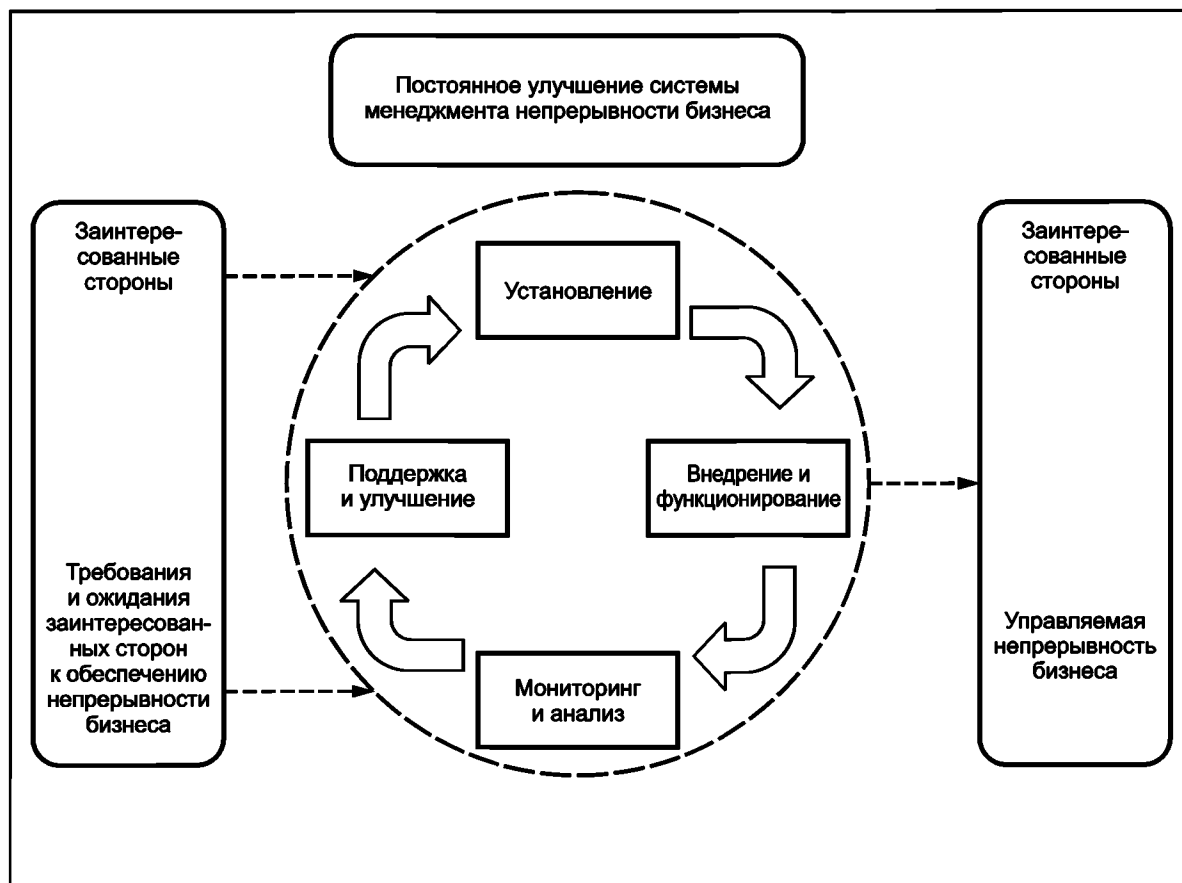 Постоянное улучшение системы
менеджмента непрерывности бизнеса
Заинтере-
сованные
стороны
Требования
и ожидания
заинтересован-
ных сторон
к обеспечению
непрерывности
бизнеса
Установление
Поддержка
и улучшение
Внедрение и
функционирование
Мониторинг
и анализ
Заинтере-
сованные
стороны
Управляемая
непрерывность
бизнеса